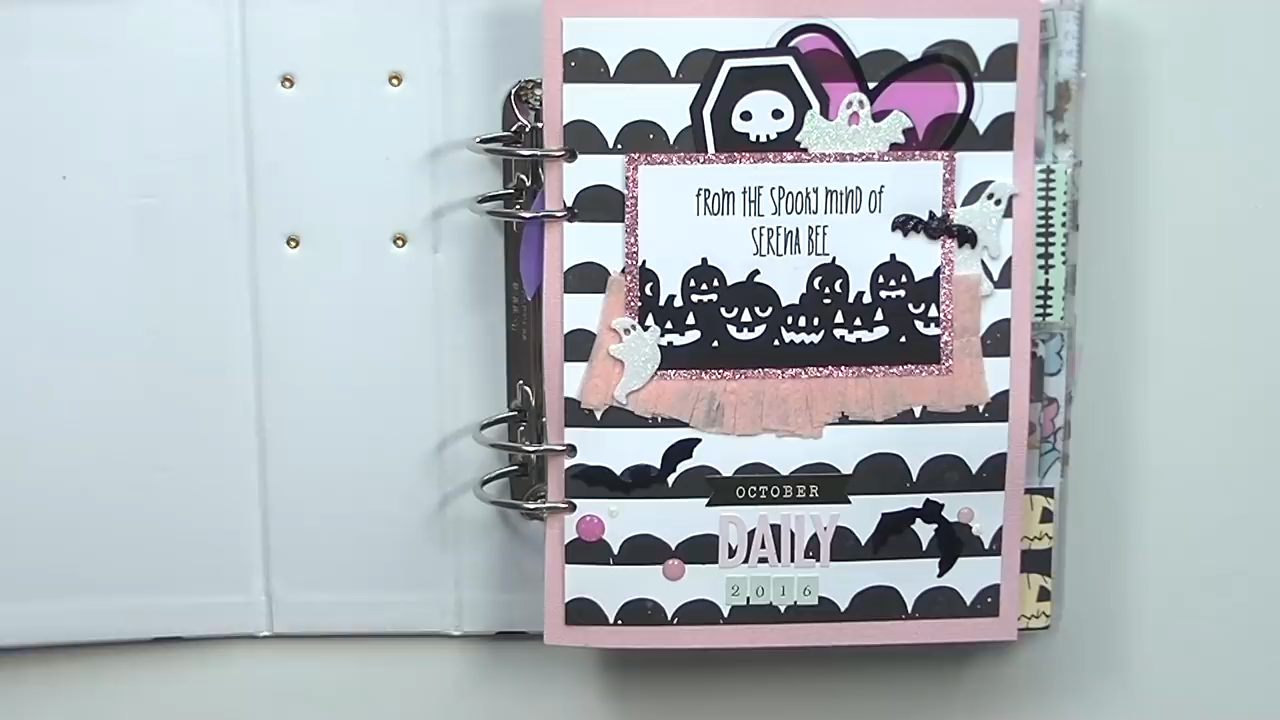 from THE SPOOKY MIND OF
SERENA BEE
OCTOBER
DAILY
2016